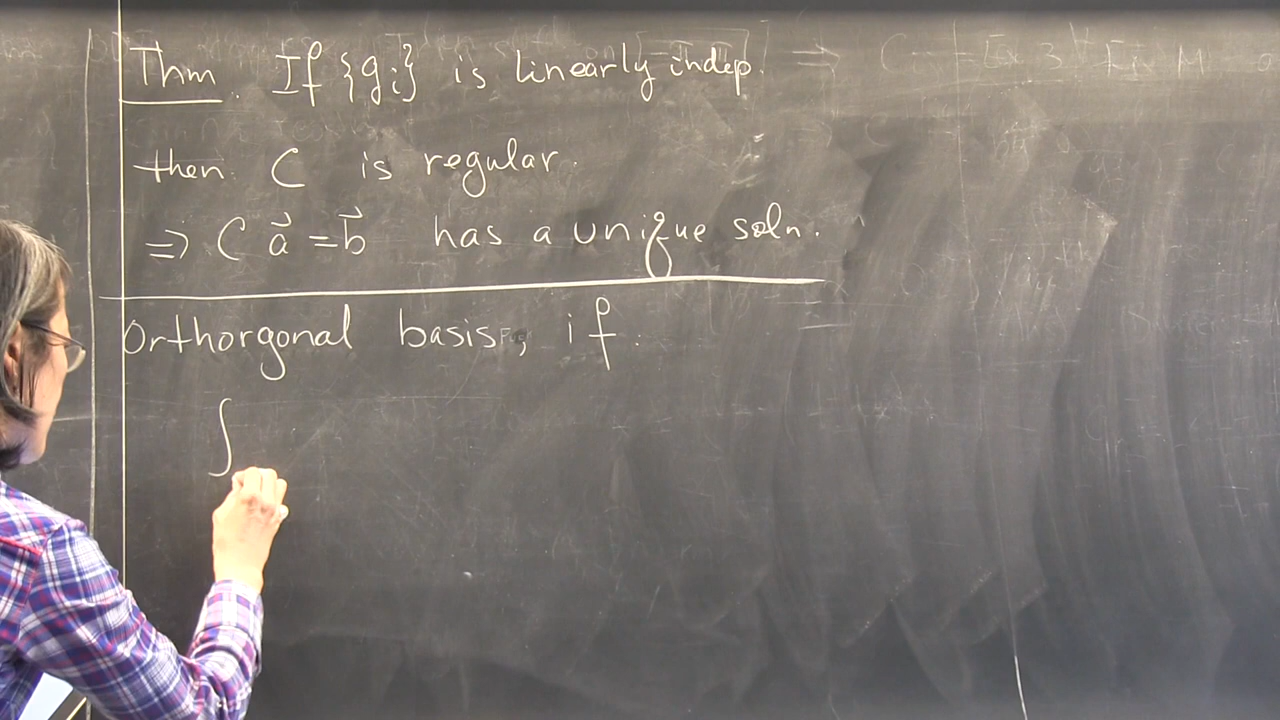 Thm. If {gi} is linearly indep.
then C is regular.
⇒ C a⃗ = b⃗ has a unique soln.
Orthorgonal basis, if
∫